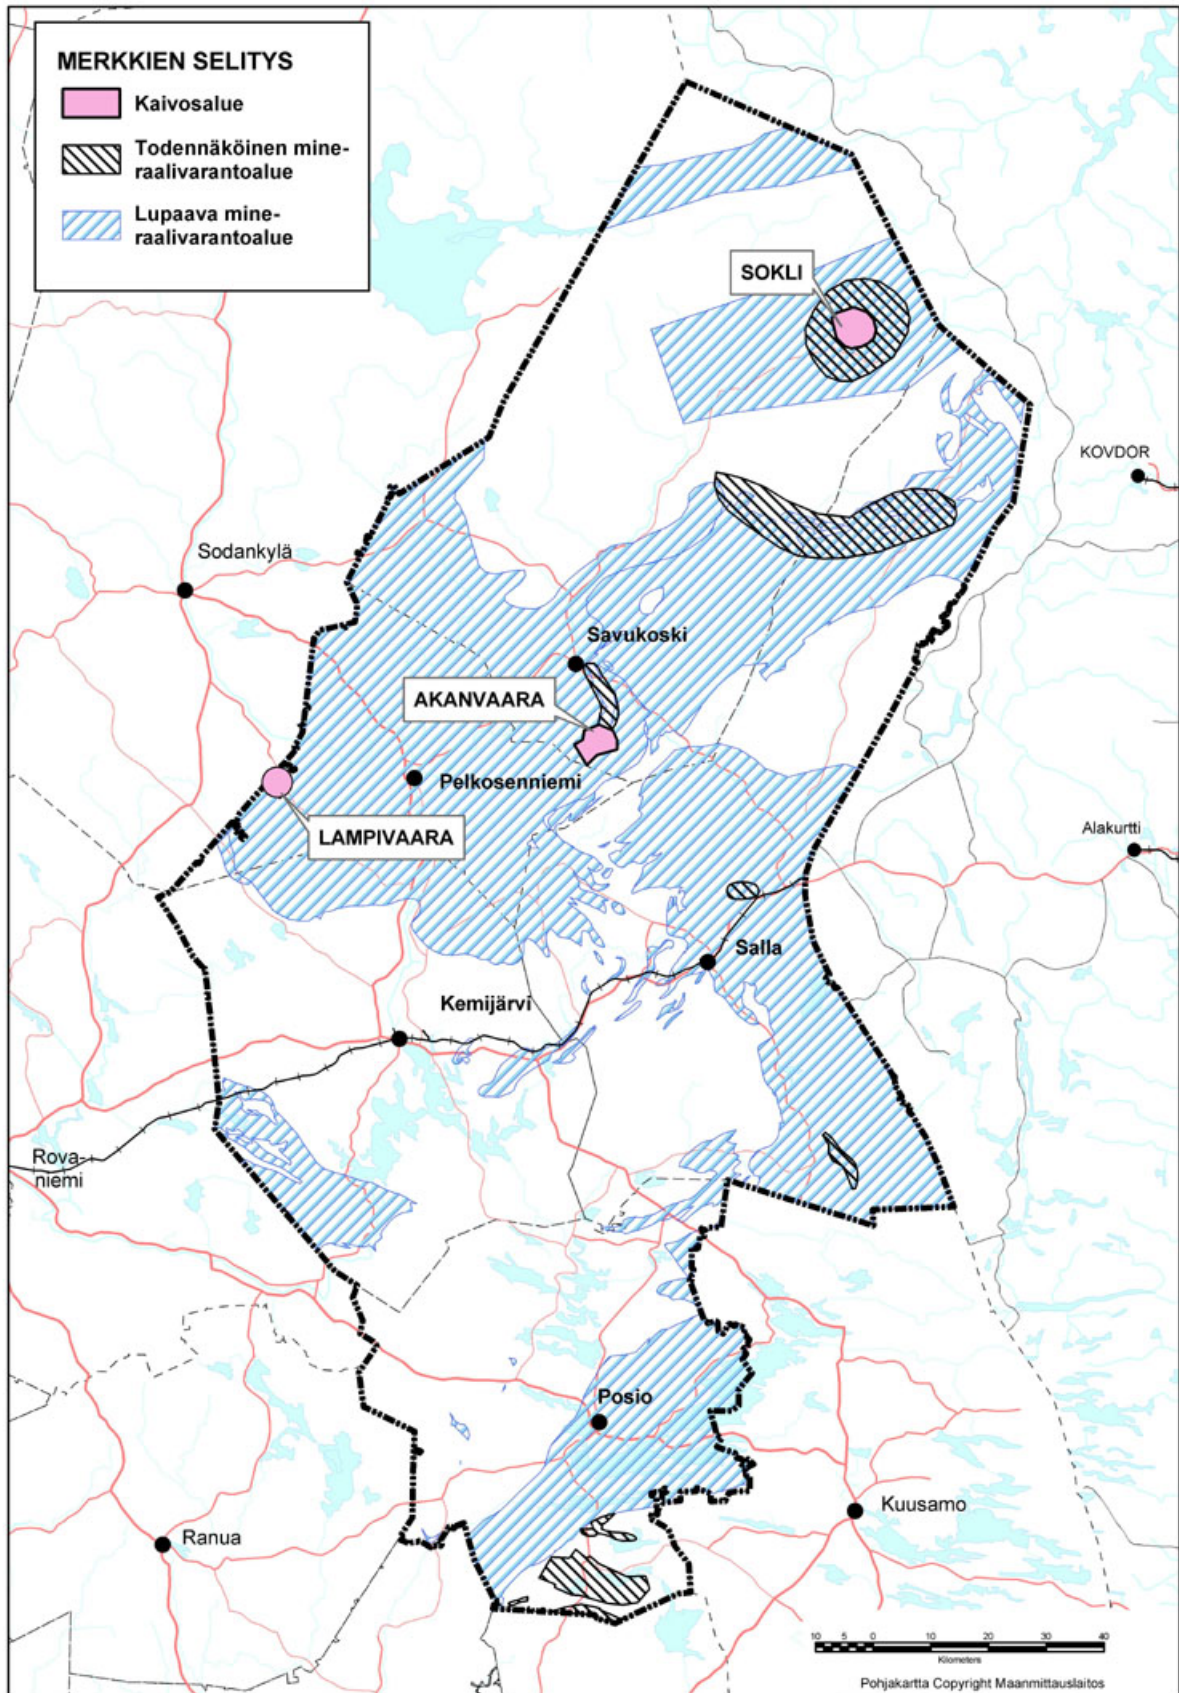 MERKKIEN SELITYS
Kaivosalue
Todennäköinen mine-
raalivarantoalue
Lupaava mine-
raalivarantoalue
SOKLI
KOVDOR
Sodankylä
Savukoski
AKANVAARA
Pelkosenniemi
LAMPIVAARA
Alakurtti
Salla
Kemijärvi
Rova-
niemi
Posio
Kuusamo
Ranua
10 5 0 10 20 30 40
Kilometers
Pohjakartta Copyright Maanmittauslaitos